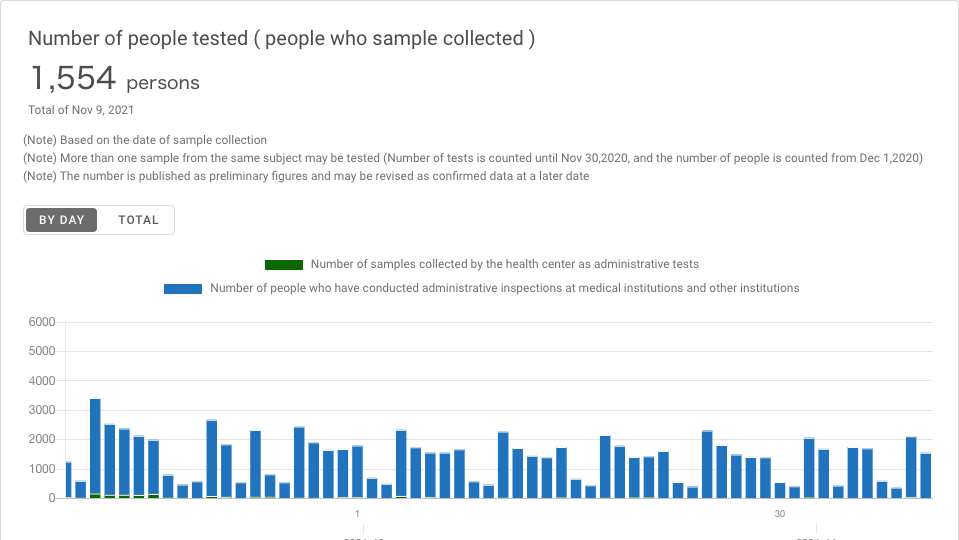 Number of people tested ( people who sample collected )
1,554 persons
Total of Nov 9, 2021
(Note) Based on the date of sample collection
(Note) More than one sample from the same subject may be tested (Number of tests is counted until Nov 30,2020, and the number of people is counted from Dec 1,2020)
(Note) The number is published as preliminary figures and may be revised as confirmed data at a later date
BY DAY TOTAL
Number of samples collected by the health center as administrative tests
Number of people who have conducted administrative inspections at medical institutions and other institutions
6000
5000
4000
3000
2000
1000
0
1 30